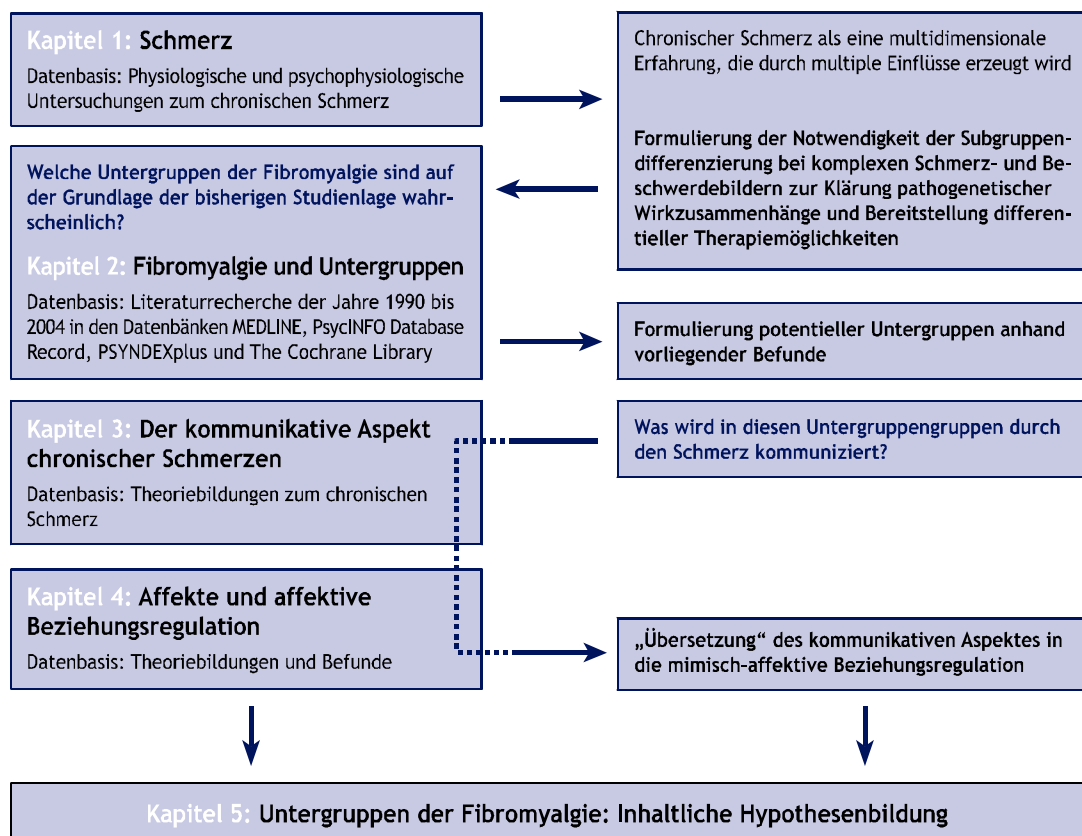 Kapitel 1: Schmerz
Datenbasis: Physiologische und psychophysiologische
Untersuchungen zum chronischen Schmerz
Chronischer Schmerz als eine multidimensionale
Erfahrung, die durch multiple Einflüsse erzeugt wird
Formulierung der Notwendigkeit der Subgruppen-
differenzierung bei komplexen Schmerz- und Be-
schwerdebildern zur Klärung pathogenetischer
Wirkzusammenhänge und Bereitstellung differen-
tieller Therapiemöglichkeiten
Welche Untergruppen der Fibromyalgie sind auf
der Grundlage der bisherigen Studienlage wahr-
scheinlich?
Kapitel 2: Fibromyalgie und Untergruppen
Datenbasis: Literaturrecherche der Jahre 1990 bis
2004 in den Datenbänken MEDLINE, PsycINFO Database
Record, PSYNDEXplus und The Cochrane Library
Formulierung potentieller Untergruppen anhand
vorliegender Befunde
Was wird in diesen Untergruppengruppen durch
den Schmerz kommuniziert?
Kapitel 3: Der kommunikative Aspekt
chronischer Schmerzen
Datenbasis: Theoriebildungen zum chronischen
Schmerz
Kapitel 4: Affekte und affektive
Beziehungsregulation
Datenbasis: Theoriebildungen und Befunde
„Übersetzung“ des kommunikativen Aspektes in
die mimisch-affektive Beziehungsregulation
Kapitel 5: Untergruppen der Fibromyalgie: Inhaltliche Hypothesenbildung